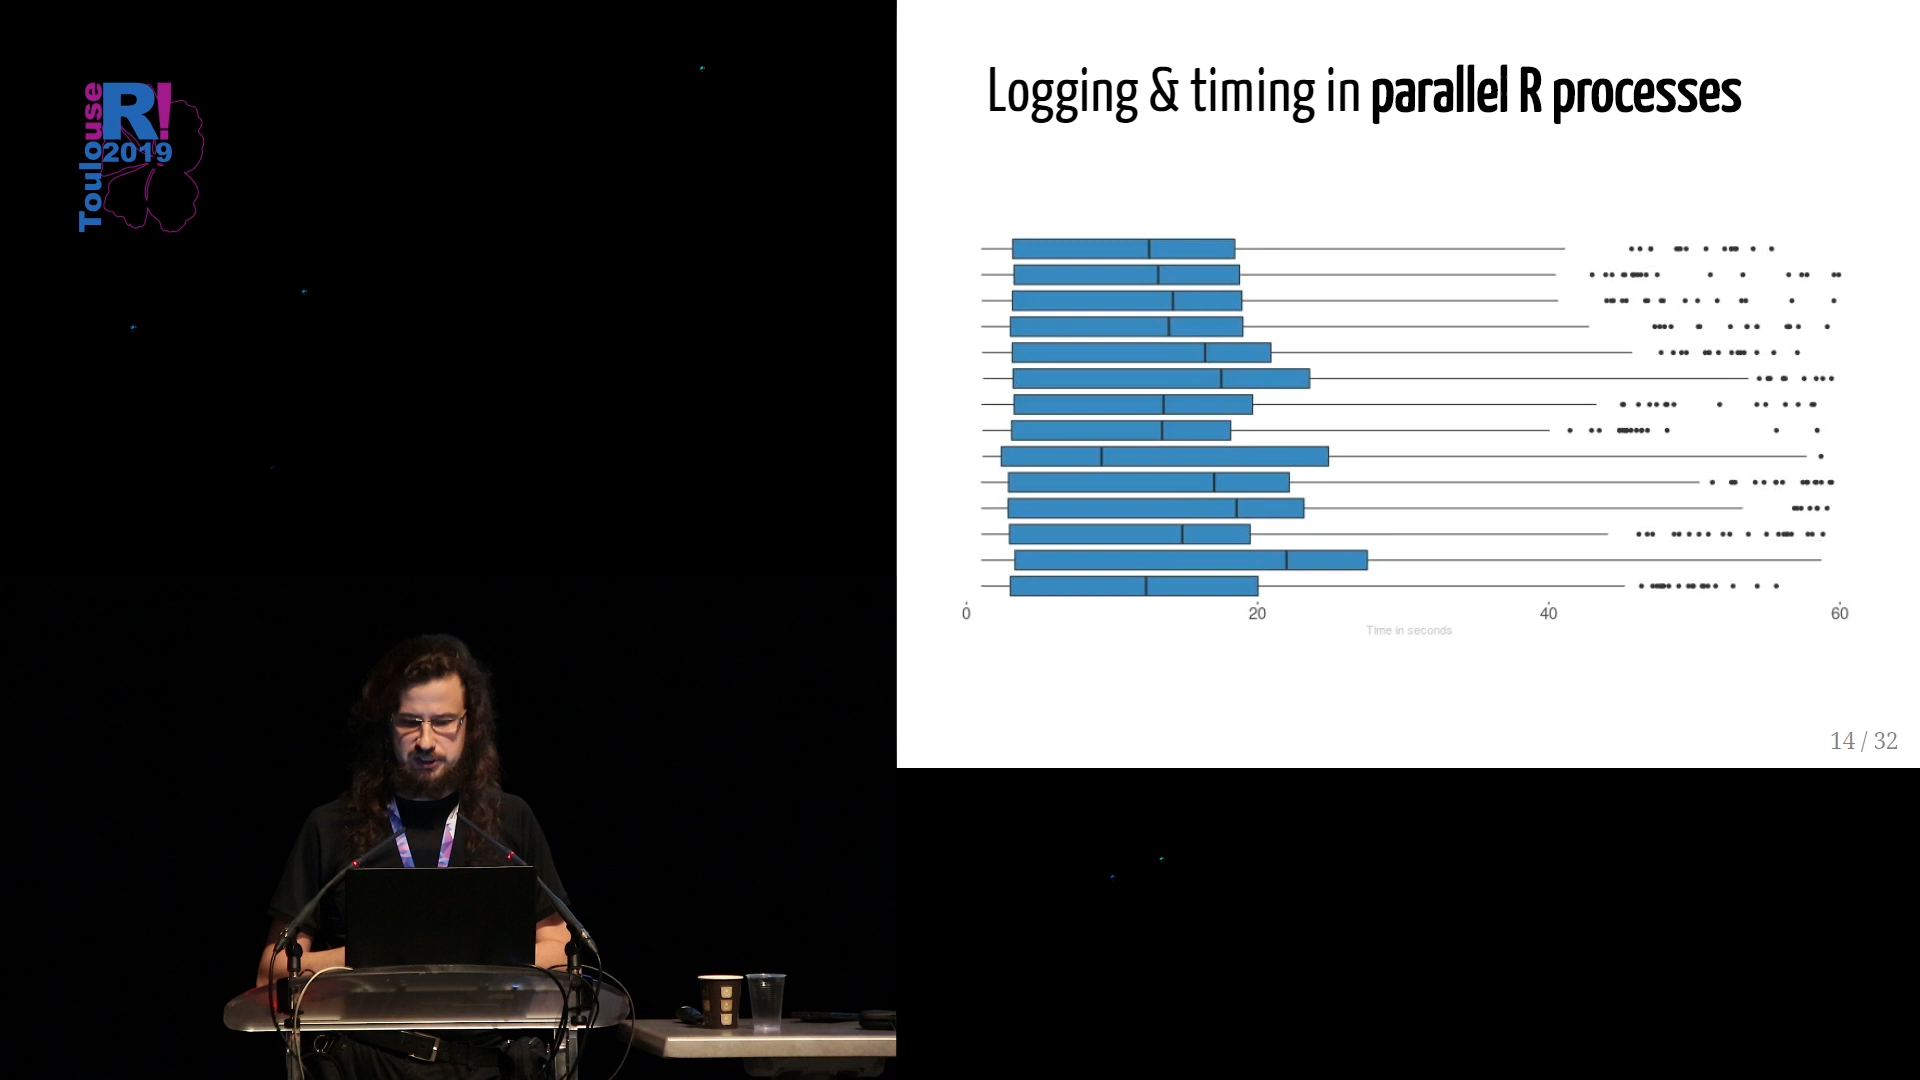 Toulouse
R!
2019
Logging & timing in parallel R processes
0 20 40 60
Time in seconds
14 / 32